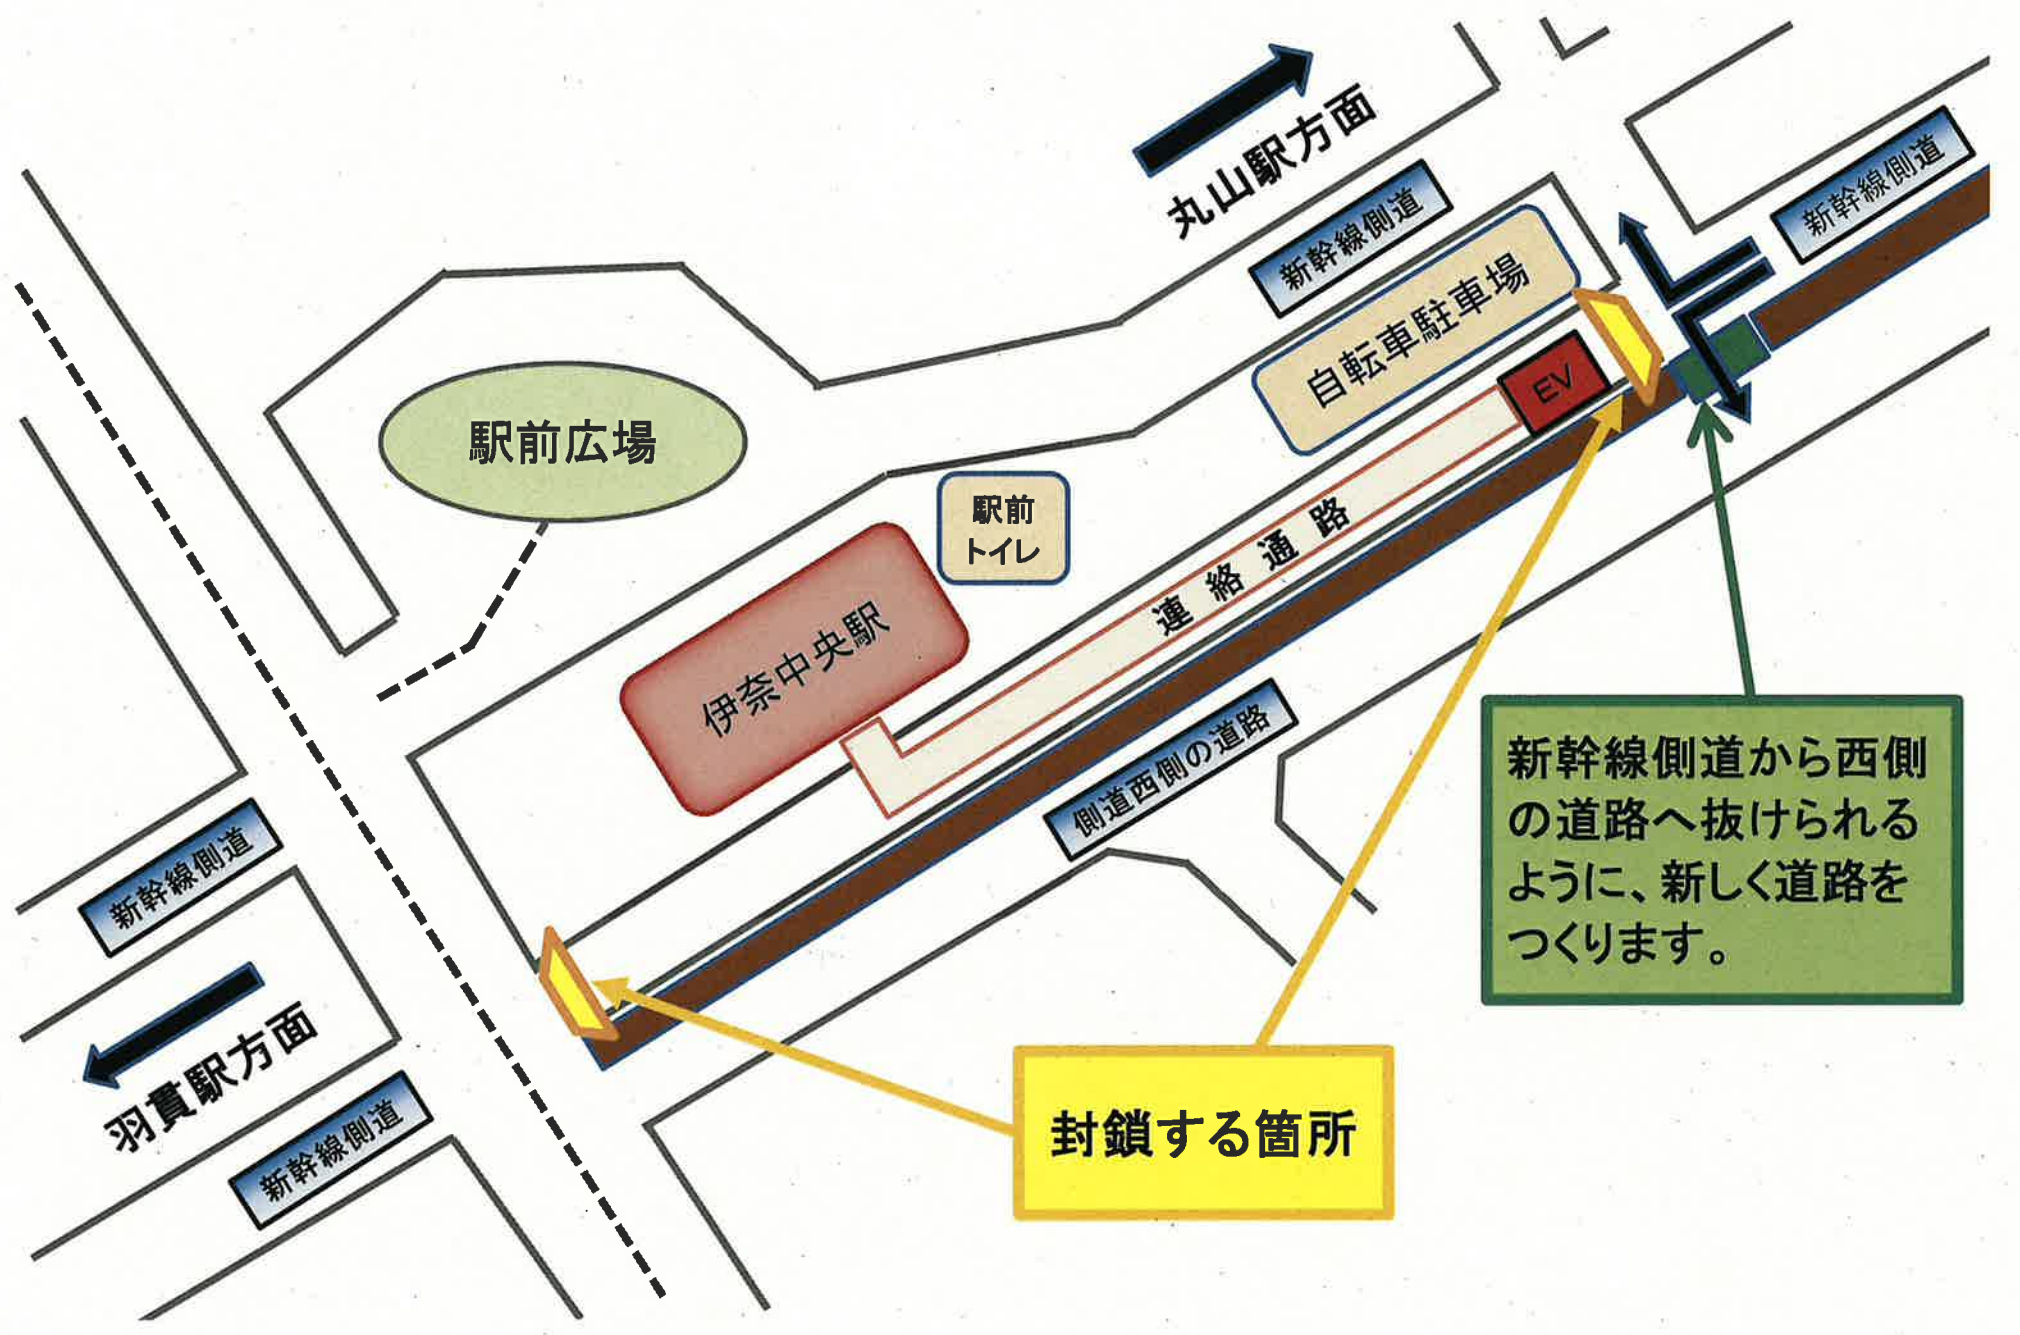 丸山駅方面
新幹線側道
新幹線側道
自転車駐車場
EV
駅前広場
駅前
トイレ
連絡通路
伊奈中央駅
側道西側の道路
新幹線側道から西側
の道路へ抜けられる
ように、新しく道路を
つくります。
新幹線側道
羽貫駅方面
新幹線側道
封鎖する箇所